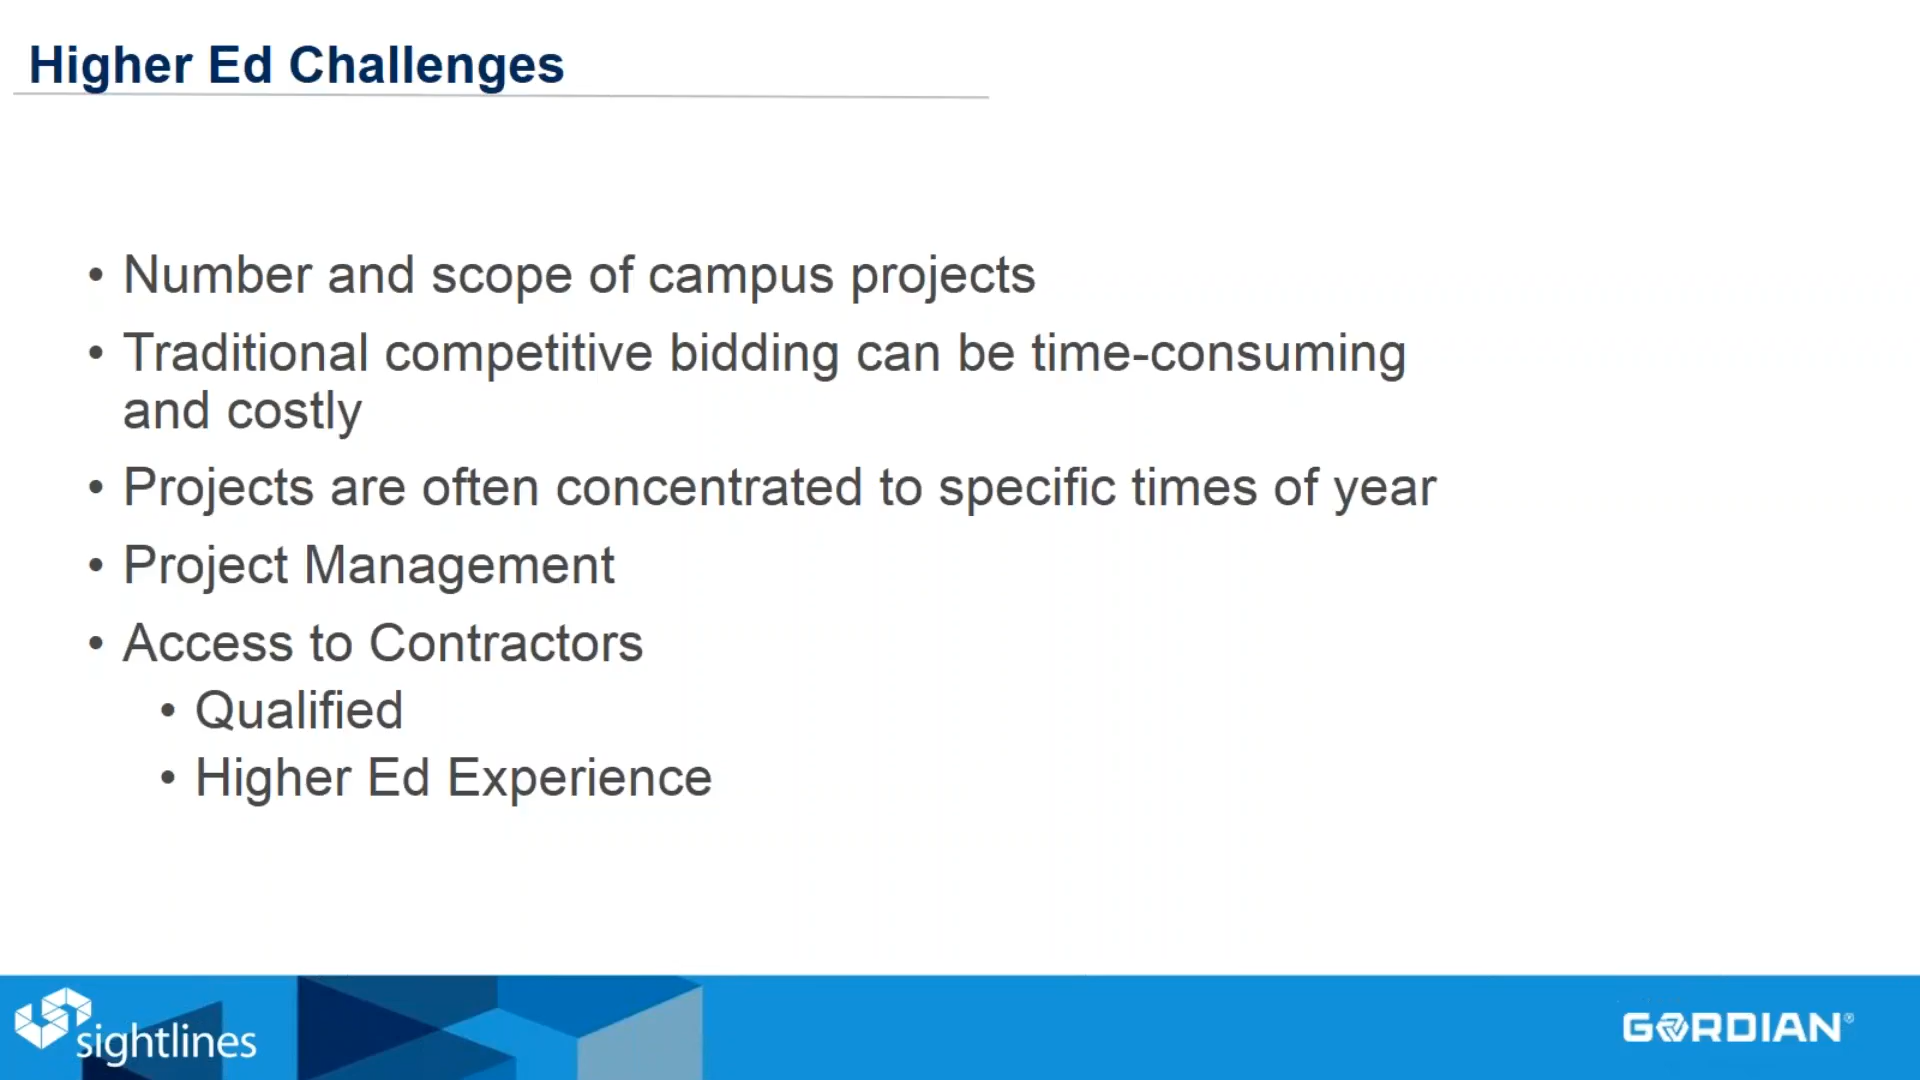 Higher Ed Challenges
• Number and scope of campus projects
• Traditional competitive bidding can be time-consuming
and costly
• Projects are often concentrated to specific times of year
• Project Management
• Access to Contractors
• Qualified
• Higher Ed Experience
sightlines
GORDIAN®